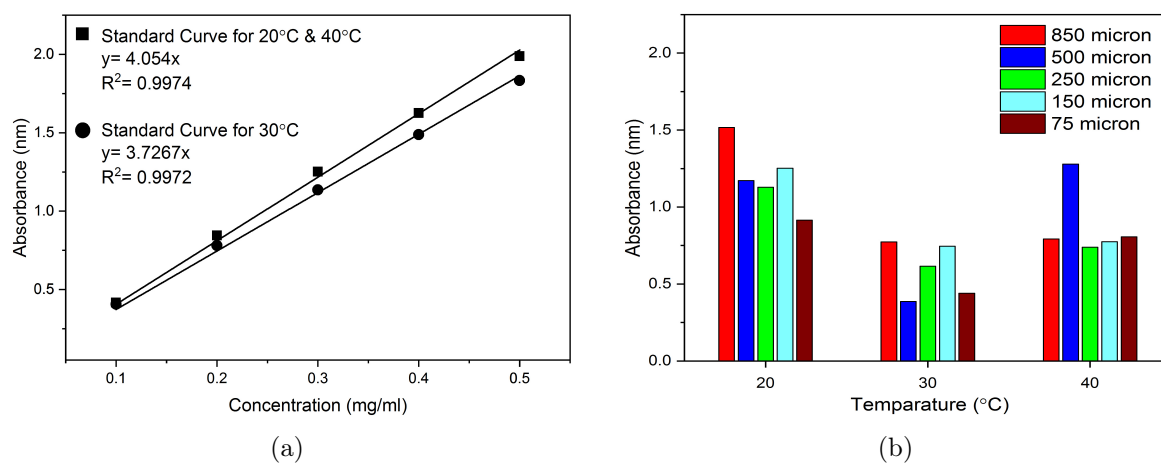 Standard Curve for 20°C & 40°C
y= 4.054x
R²= 0.9974
Standard Curve for 30°C
y= 3.7267x
R²= 0.9972
2.0
1.5
1.0
0.5
Absorbance (nm)
0.1 0.2 0.3 0.4 0.5
Concentration (mg/ml)
(a)
850 micron
500 micron
250 micron
150 micron
75 micron
2.0
1.5
1.0
0.5
0.0
Absorbance (nm)
20 30 40
Temparature (°C)
(b)